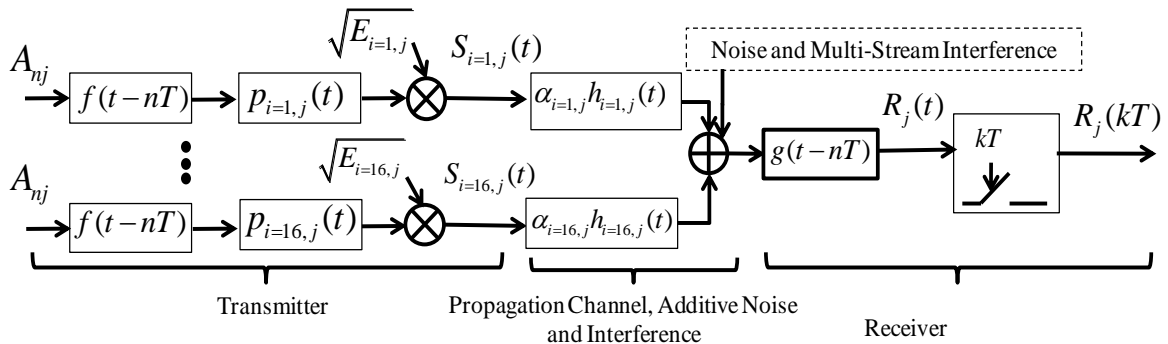 A_{nj}
f(t-nT)
p_{i=1,j}(t)
√E_{i=1,j}
S_{i=1,j}(t)
α_{i=1,j}h_{i=1,j}(t)
Noise and Multi-Stream Interference
g(t-nT)
R_j(t)
kT
R_j(kT)
A_{nj}
f(t-nT)
p_{i=16,j}(t)
√E_{i=16,j}
S_{i=16,j}(t)
α_{i=16,j}h_{i=16,j}(t)
Transmitter
Propagation Channel, Additive Noise
and Interference
Receiver